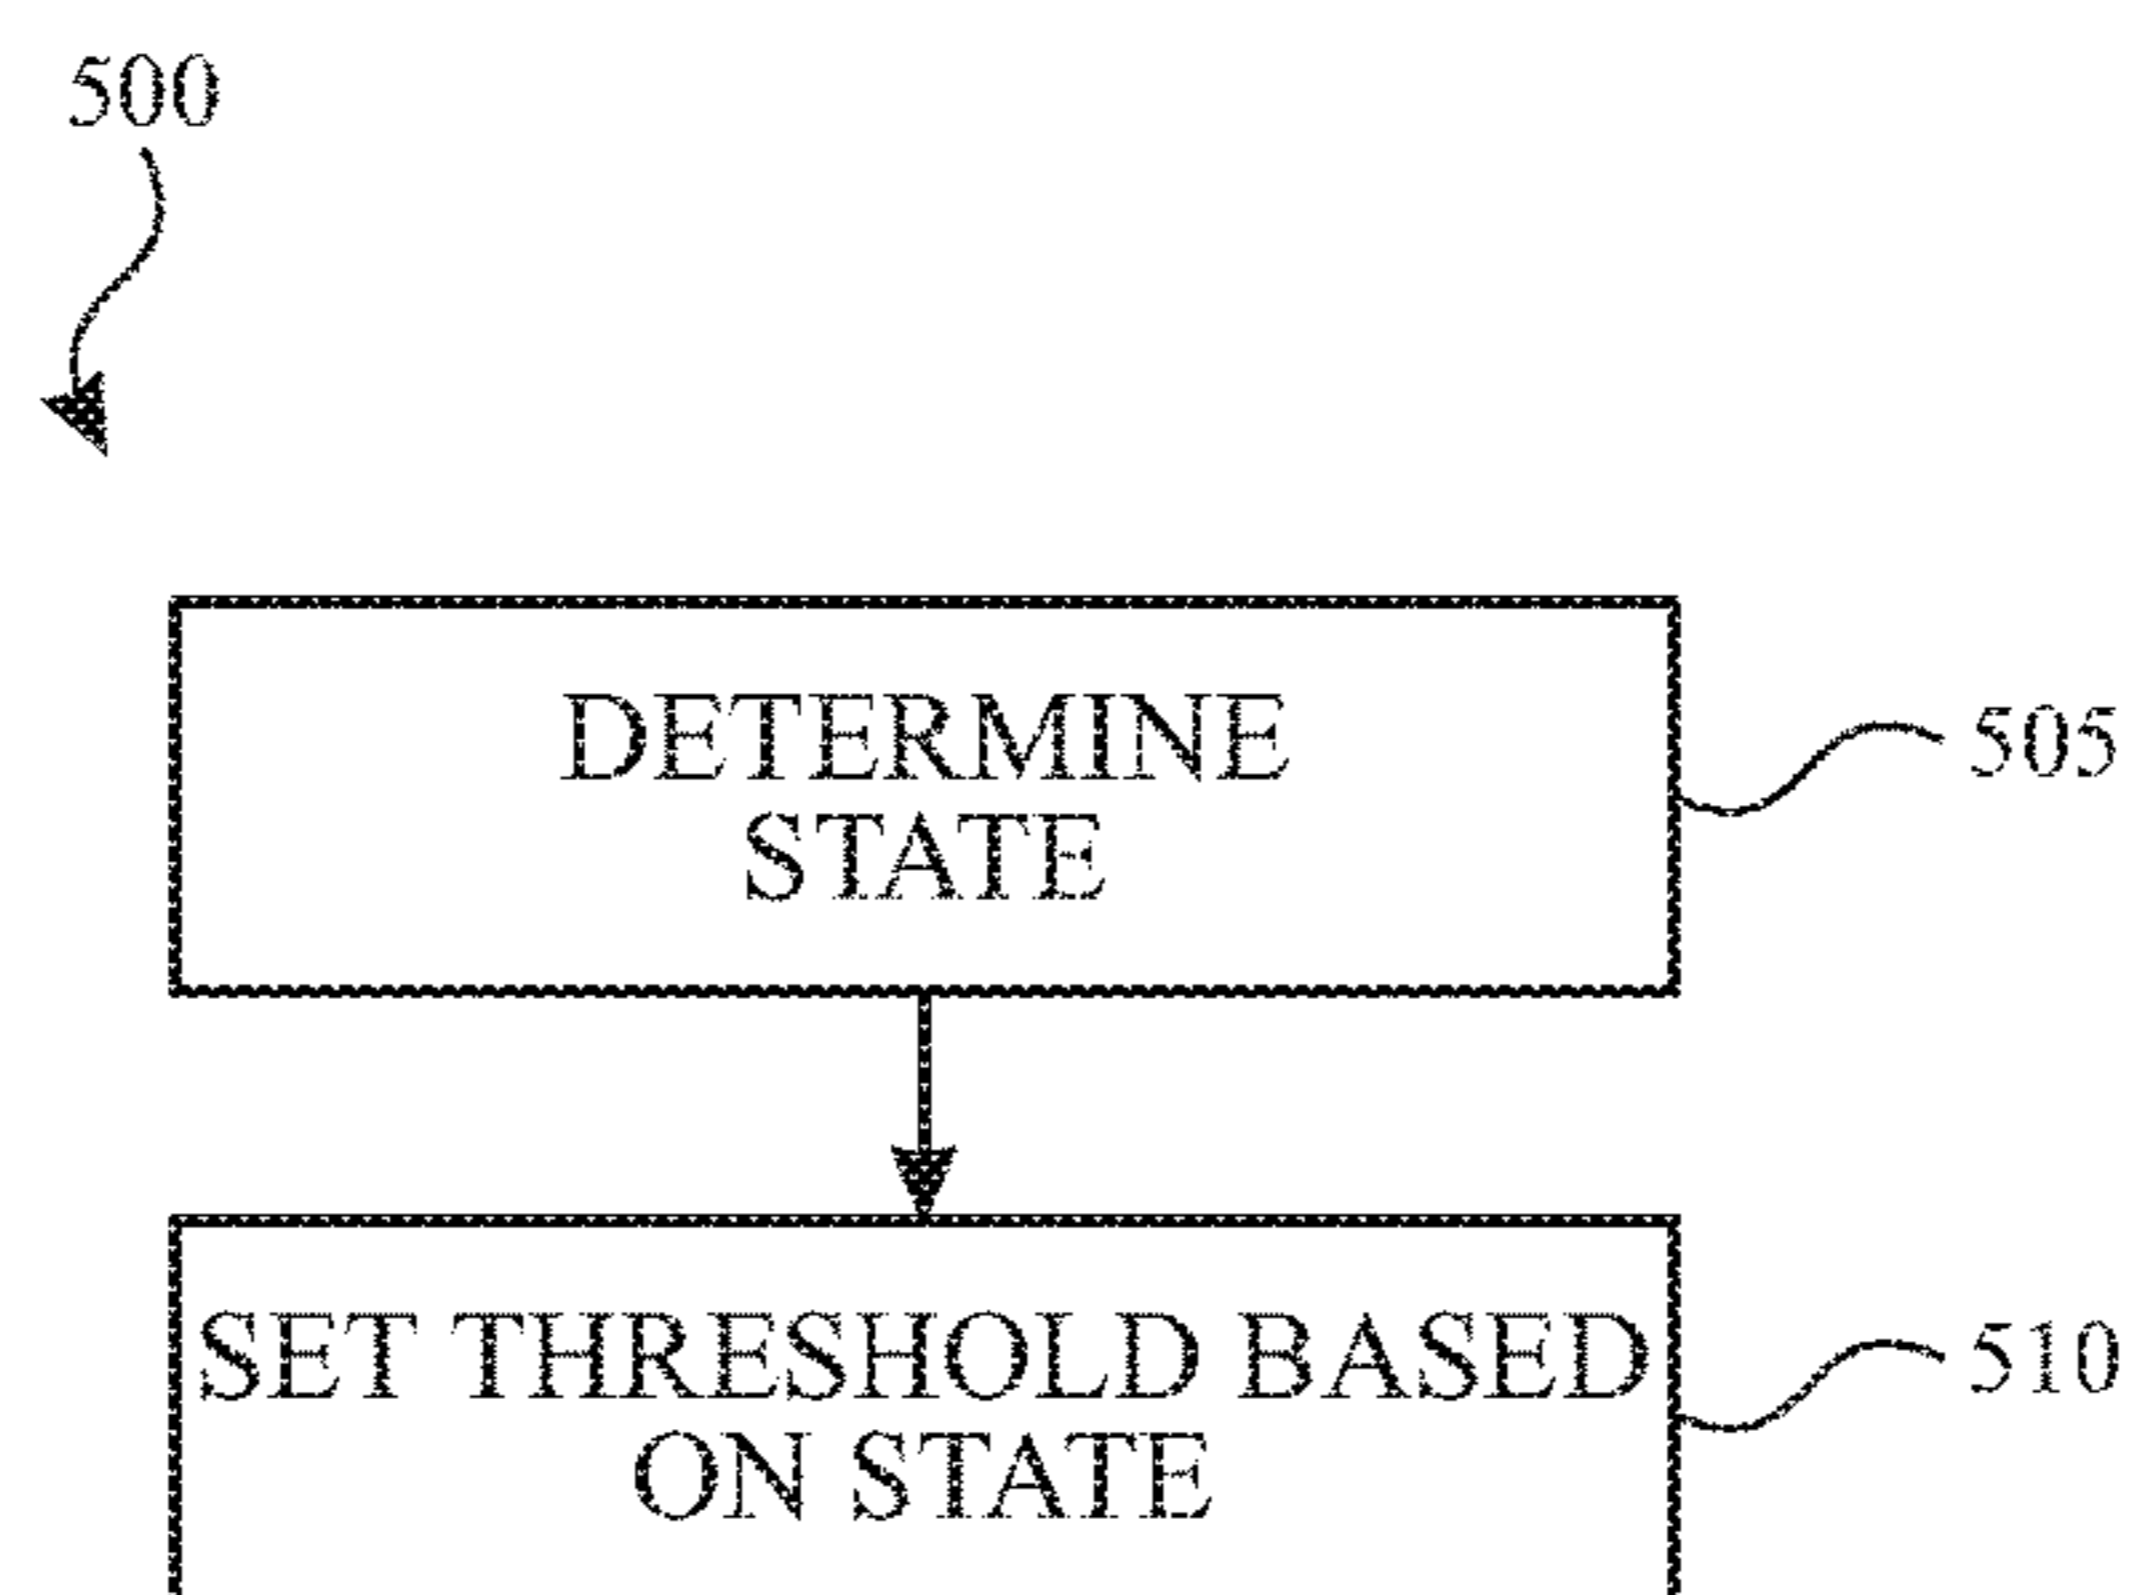 500
DETERMINE
STATE
505
SET THRESHOLD BASED
ON STATE
510